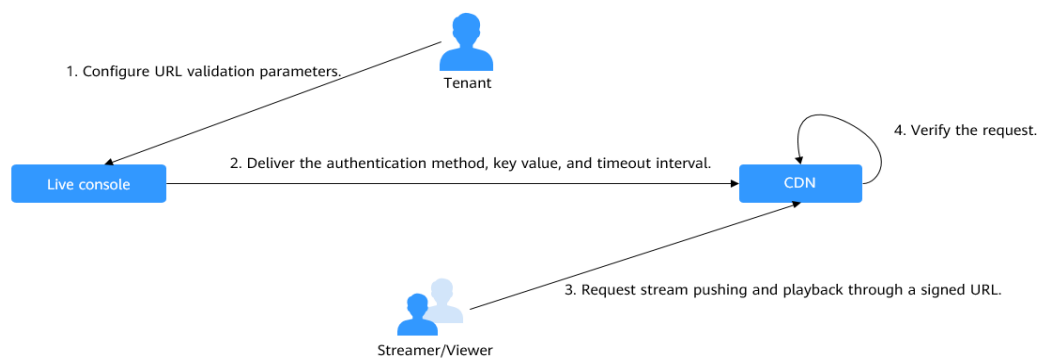 Tenant
1. Configure URL validation parameters.
4. Verify the request.
2. Deliver the authentication method, key value, and timeout interval.
Live console
CDN
3. Request stream pushing and playback through a signed URL.
Streamer/Viewer